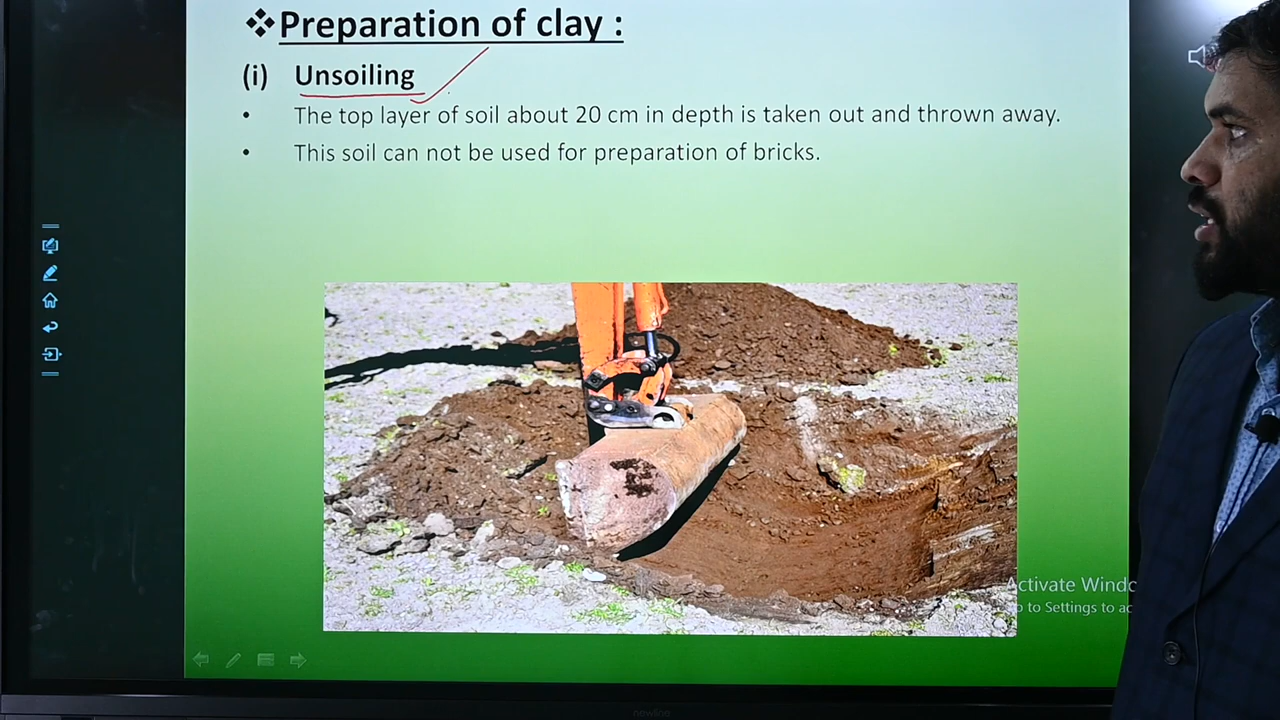 ❖Preparation of clay :
(i) Unsoiling
• The top layer of soil about 20 cm in depth is taken out and thrown away.
• This soil can not be used for preparation of bricks.
Activate Windo
o to Settings to ac
newline